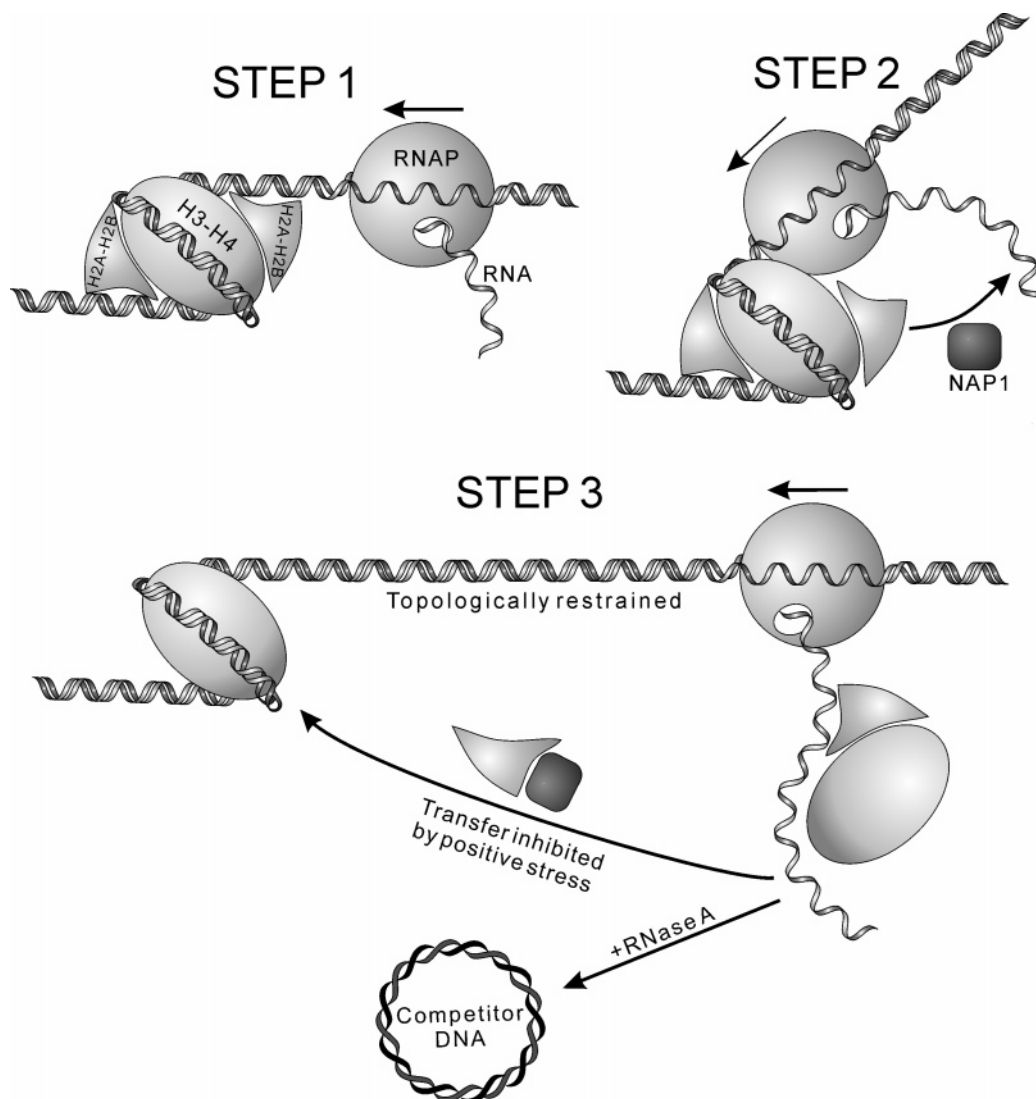 STEP 1
RNAP
H2A-H2B
H3-H4
H2A-H2B
RNA
STEP 2
NAP1
STEP 3
Topologically restrained
Transfer inhibited
by positive stress
+RNase A
Competitor
DNA